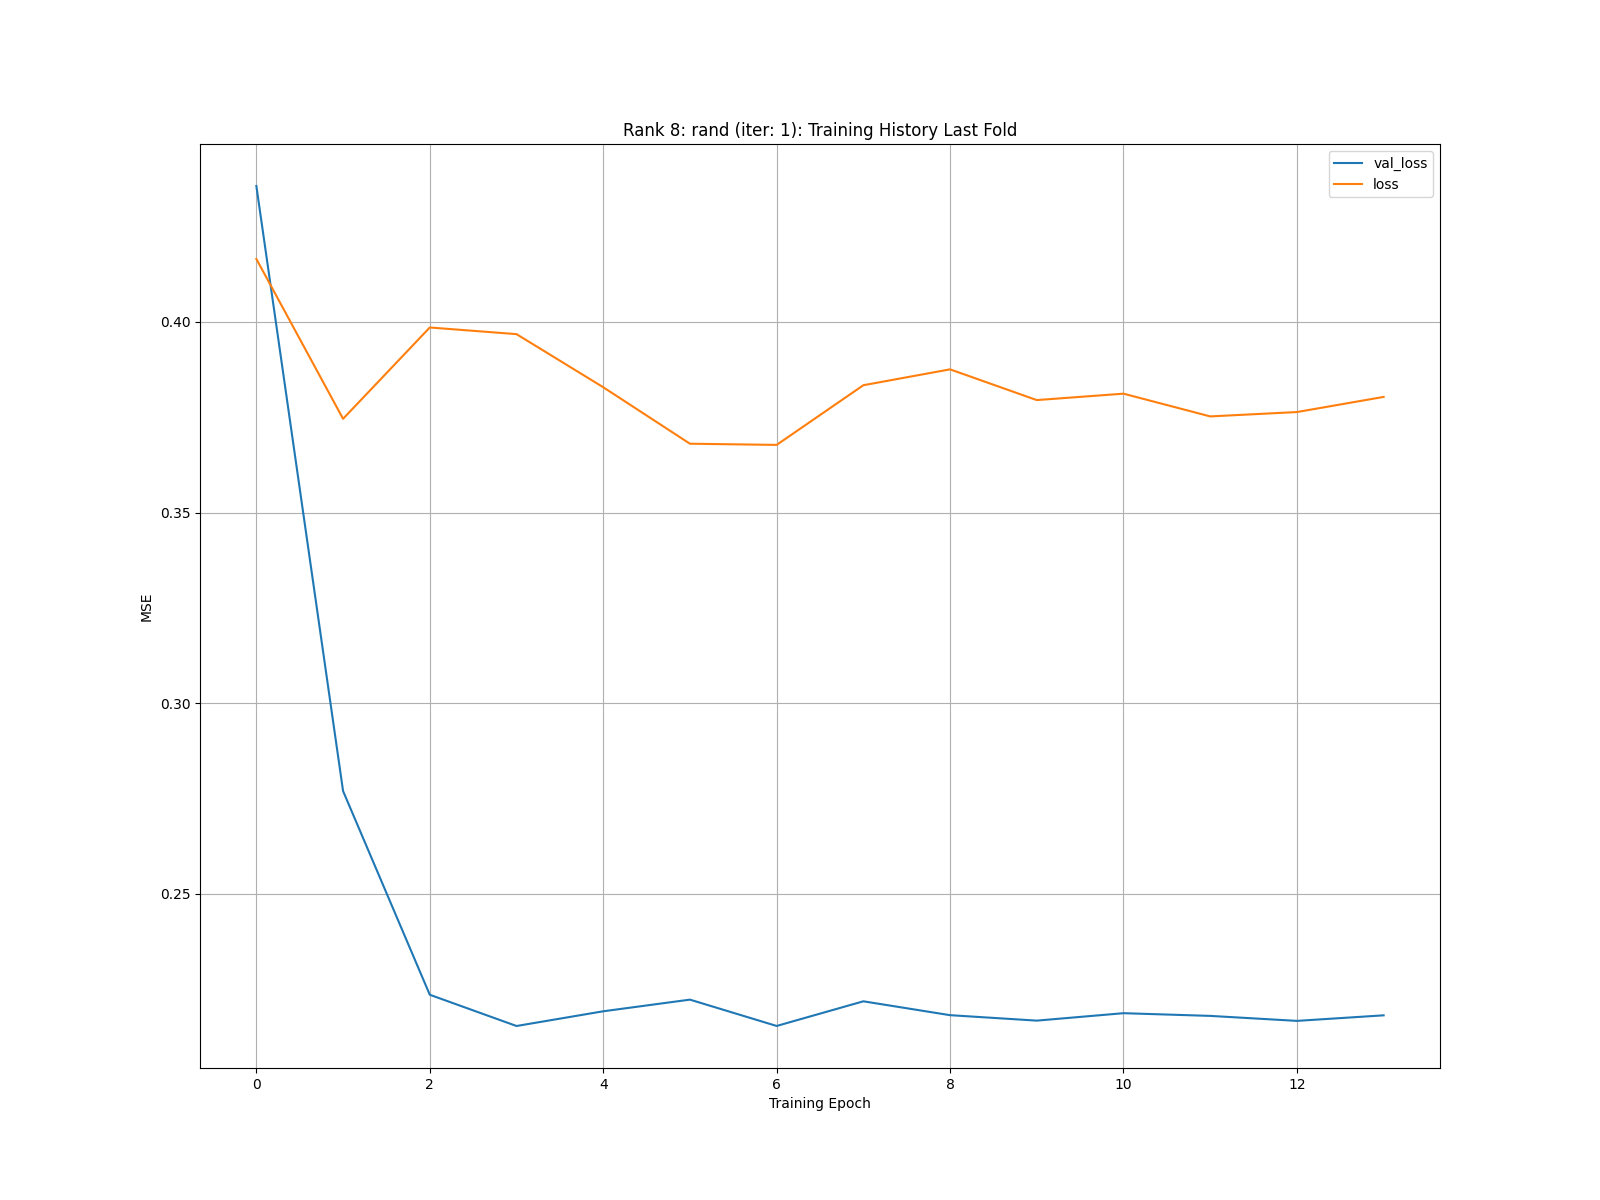 Rank 8: rand (iter: 1): Training History Last Fold
val_loss
loss
0.40
0.35
0.30
0.25
MSE
0 2 4 6 8 10 12
Training Epoch